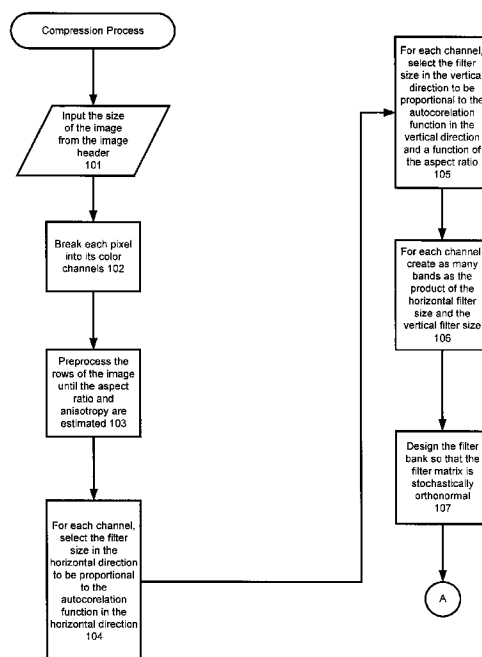 Compression Process
Input the size
of the image
from the image
header
101
Break each pixel
into its color
channels 102
Preprocess the
rows of the image
until the aspect
ratio and
anisotropy are
estimated 103
For each channel,
select the filter
size in the
horizontal direction
to be proportional
to the
autocorelation
function in the
horizontal direction
104
For each channel,
select the filter
size in the vertical
direction to be
proportional to the
autocorelation
function in the
vertical direction
and a function of
the aspect ratio
105
For each channel
create as many
bands as the
product of the
horizontal filter
size and the
vertical filter size
106
Design the filter
bank so that the
filter matrix is
stochastically
orthonormal
107
A